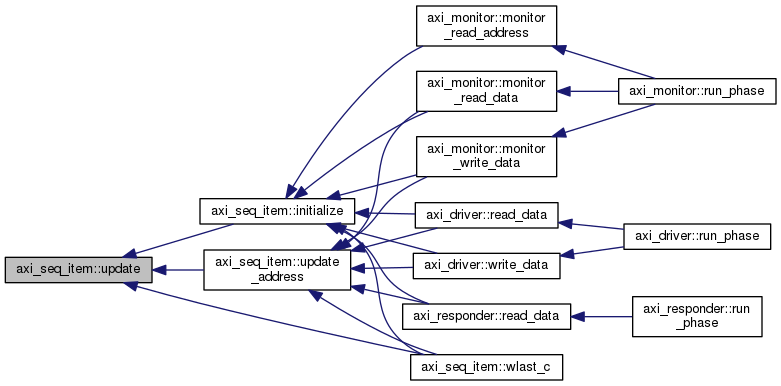 axi_monitor::monitor
_read_address
axi_monitor::monitor
_read_data
axi_monitor::run_phase
axi_monitor::monitor
_write_data
axi_seq_item::initialize
axi_driver::read_data
axi_driver::run_phase
axi_seq_item::update
axi_seq_item::update
_address
axi_driver::write_data
axi_responder::read_data
axi_responder::run
_phase
axi_seq_item::wlast_c